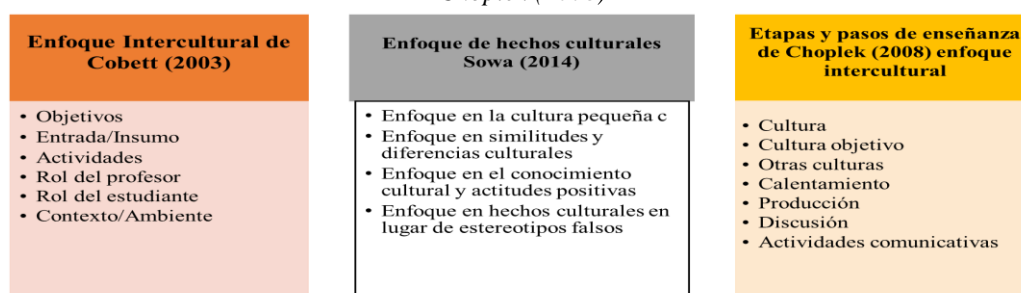 Enfoque Intercultural de
Cobett (2003)
• Objetivos
• Entrada/Insumo
• Actividades
• Rol del profesor
• Rol del estudiante
• Contexto/Ambiente
Enfoque de hechos culturales
Sowa (2014)
• Enfoque en la cultura pequeña c
• Enfoque en similitudes y
diferencias culturales
• Enfoque en el conocimiento
cultural y actitudes positivas
• Enfoque en hechos culturales en
lugar de estereotipos falsos
Etapas y pasos de enseñanza
de Choplek (2008) enfoque
intercultural
• Cultura
• Cultura objetivo
• Otras culturas
• Calentamiento
• Producción
• Discusión
• Actividades comunicativas